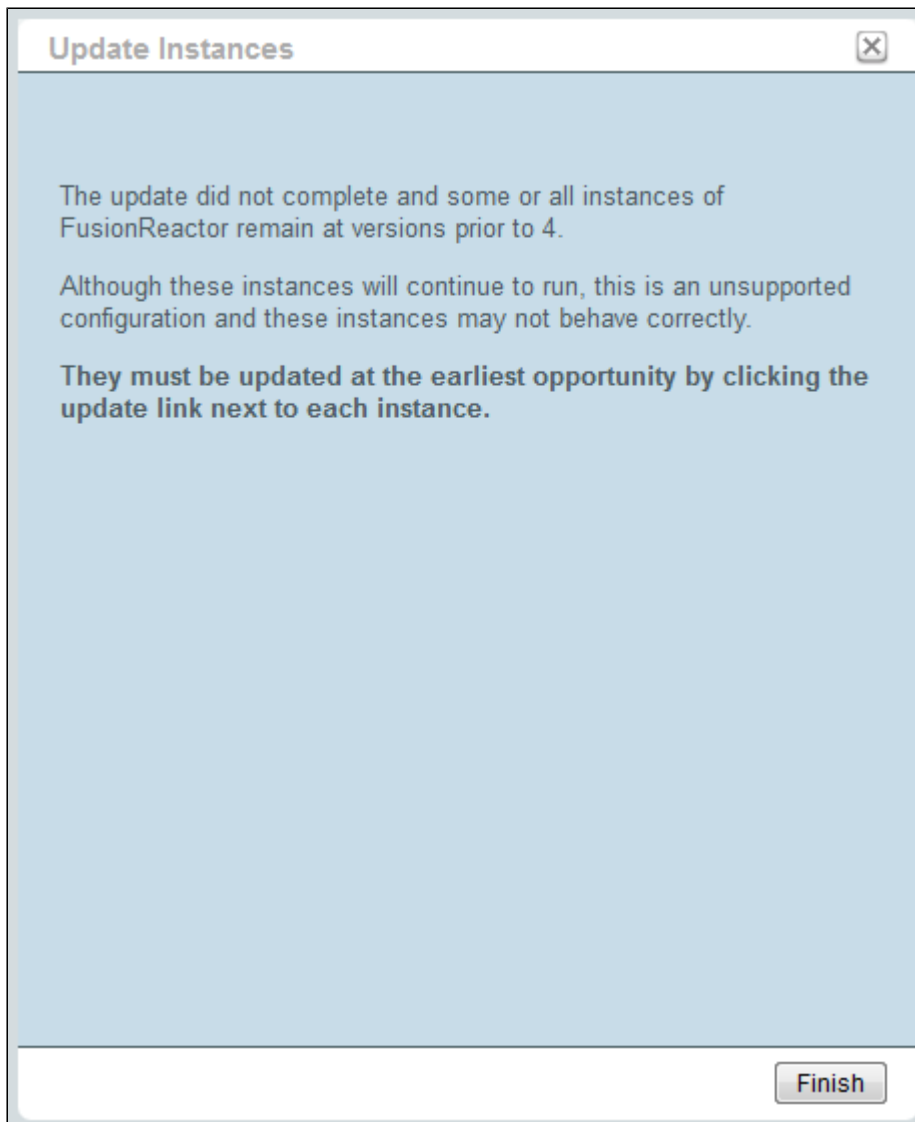 Update Instances
The update did not complete and some or all instances of
FusionReactor remain at versions prior to 4.
Although these instances will continue to run, this is an unsupported
configuration and these instances may not behave correctly.
They must be updated at the earliest opportunity by clicking the
update link next to each instance.
Finish